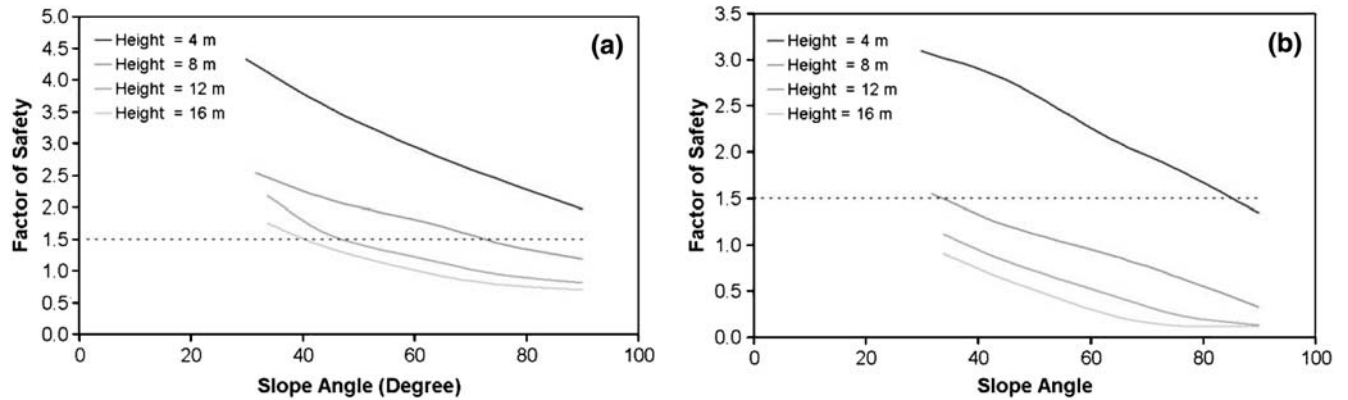 5.0
4.5
4.0
3.5
3.0
2.5
2.0
1.5
1.0
0.5
0.0
Factor of Safety
Height = 4 m
Height = 8 m
Height = 12 m
Height = 16 m
(a)
0 20 40 60 80 100
Slope Angle (Degree)
3.5
3.0
2.5
2.0
1.5
1.0
0.5
0.0
Factor of Safety
Height = 4 m
Height = 8 m
Height = 12 m
Height = 16 m
(b)
0 20 40 60 80 100
Slope Angle